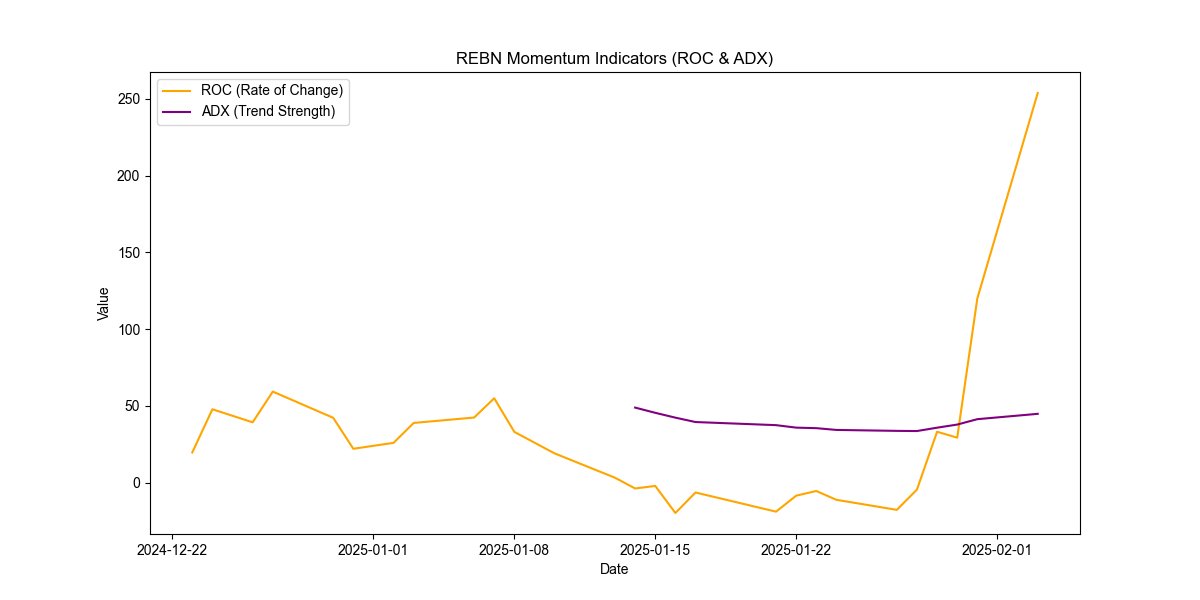 REBN Momentum Indicators (ROC & ADX)
ROC (Rate of Change)
ADX (Trend Strength)
250
200
150
100
50
0
Value
2024-12-22 2025-01-01 2025-01-08 2025-01-15 2025-01-22 2025-02-01
Date